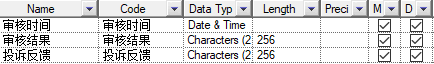 Name Code Data Typ Length Preci M D
审核时间 审核时间 Date & Time
审核结果 审核结果 Characters (2 256
投诉反馈 投诉反馈 Characters (2 256